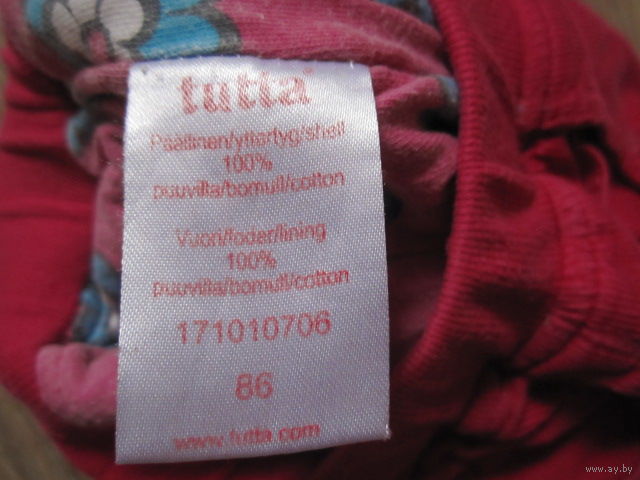 tutta
Päällinen/yttertyg/shell
100%
puuvilla/bomull/cotton
Vuori/foder/lining
100%
puuvilla/bomull/cotton
171010706
86
www.tutta.com
www.ay.by